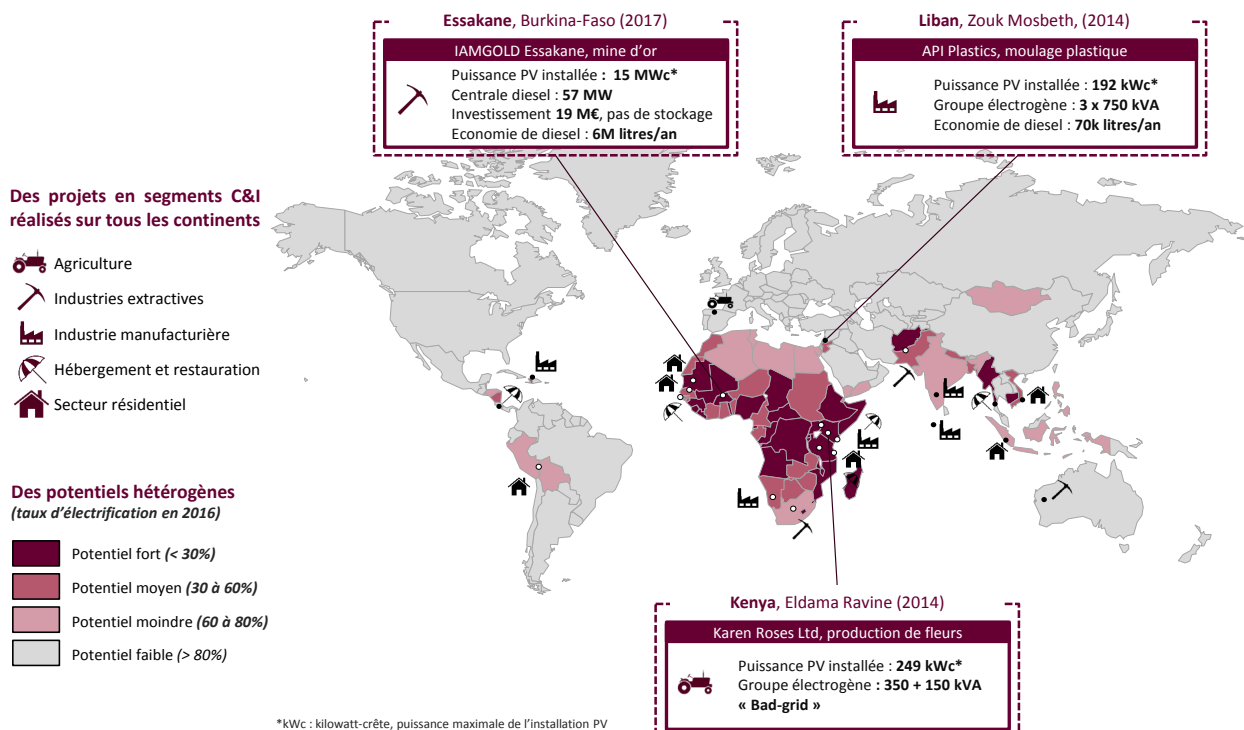 Essakane, Burkina-Faso (2017)
IAMGOLD Essakane, mine d'or
Puissance PV installée : 15 MWc*
Centrale diesel : 57 MW
Investissement 19 M€, pas de stockage
Economie de diesel : 6M litres/an
Liban, Zouk Mosbeth, (2014)
API Plastics, moulage plastique
Puissance PV installée : 192 kWc*
Groupe électrogène : 3 x 750 kVA
Economie de diesel : 70k litres/an
Des projets en segments C&I
réalisés sur tous les continents
Agriculture
Industries extractives
Industrie manufacturière
Hébergement et restauration
Secteur résidentiel
Des potentiels hétérogènes
(taux d'électrification en 2016)
Potentiel fort (< 30%)
Potentiel moyen (30 à 60%)
Potentiel moindre (60 à 80%)
Potentiel faible (> 80%)
Kenya, Eldama Ravine (2014)
Karen Roses Ltd, production de fleurs
Puissance PV installée : 249 kWc*
Groupe électrogène : 350 + 150 kVA
« Bad-grid »
*kWc : kilowatt-crête, puissance maximale de l'installation PV